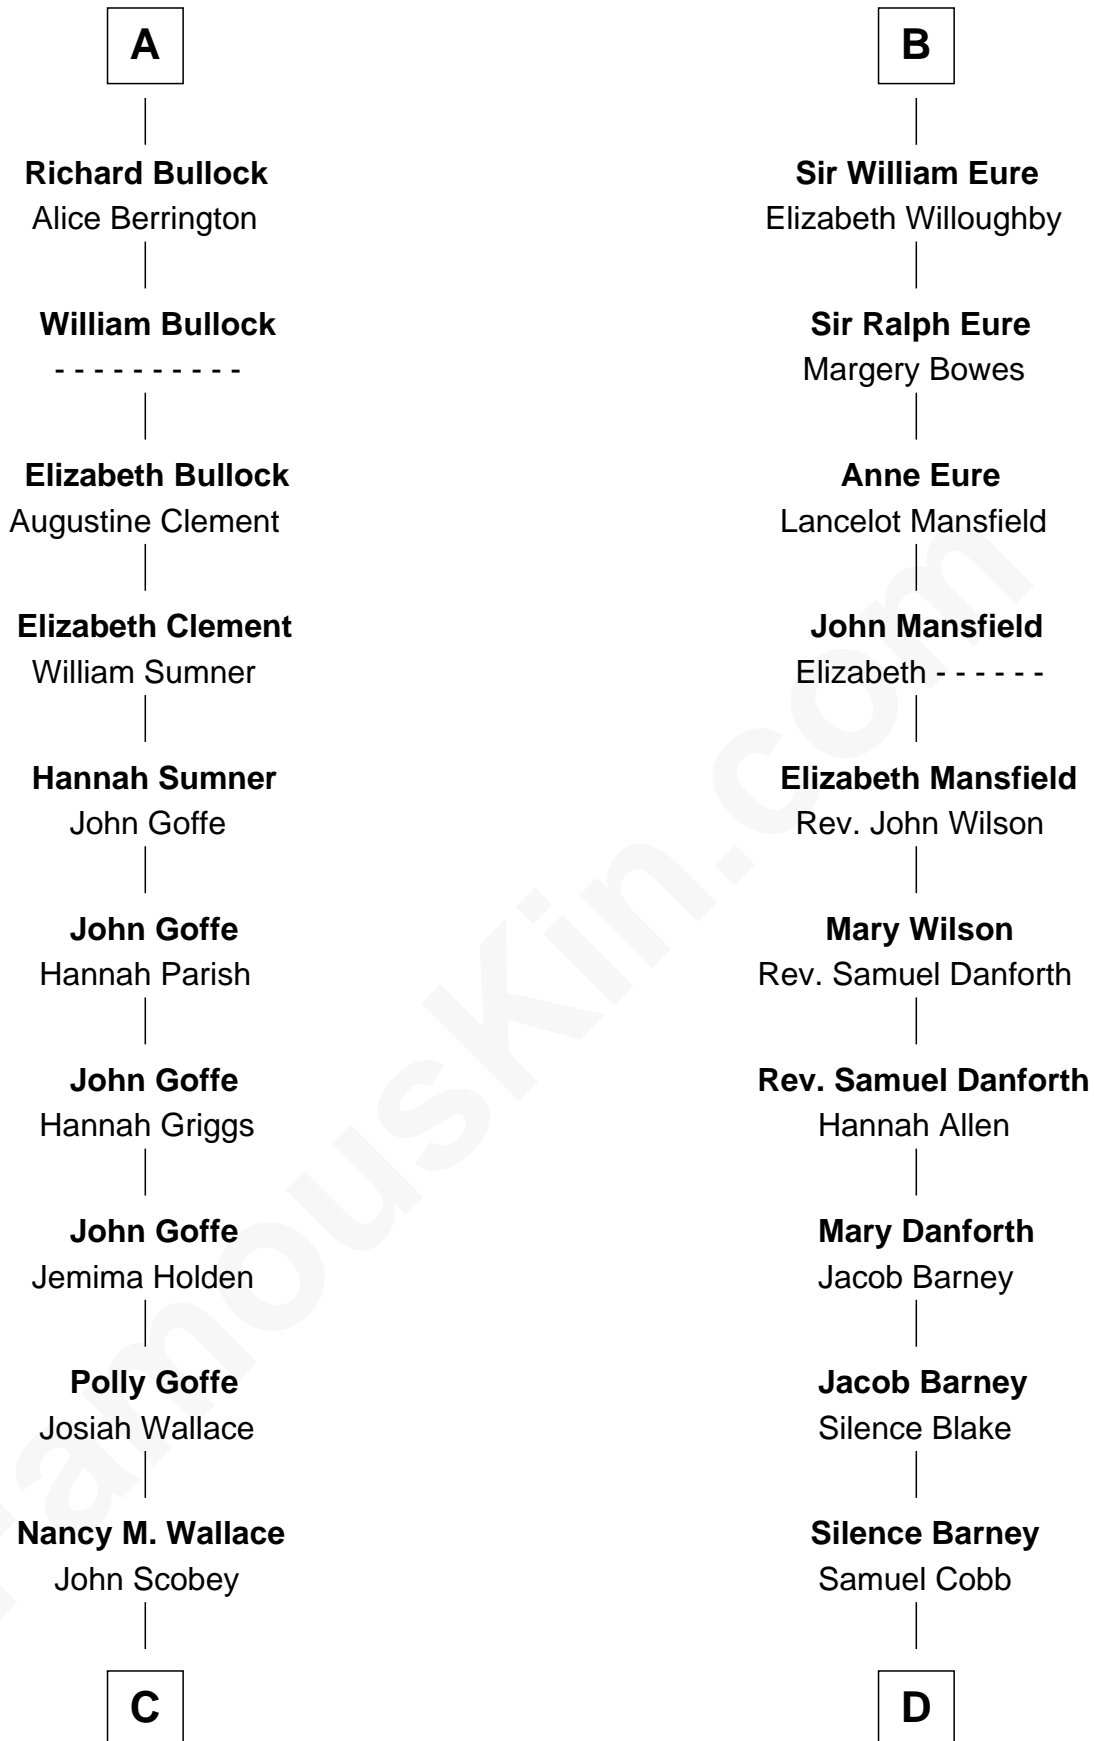 A
Richard Bullock
Alice Berrington
William Bullock
- - - - - - - - - -
Elizabeth Bullock
Augustine Clement
Elizabeth Clement
William Sumner
Hannah Sumner
John Goffe
John Goffe
Hannah Parish
John Goffe
Hannah Griggs
John Goffe
Jemima Holden
Polly Goffe
Josiah Wallace
Nancy M. Wallace
John Scobey
C
B
Sir William Eure
Elizabeth Willoughby
Sir Ralph Eure
Margery Bowes
Anne Eure
Lancelot Mansfield
John Mansfield
Elizabeth - - - - - -
Elizabeth Mansfield
Rev. John Wilson
Mary Wilson
Rev. Samuel Danforth
Rev. Samuel Danforth
Hannah Allen
Mary Danforth
Jacob Barney
Jacob Barney
Silence Blake
Silence Barney
Samuel Cobb
D
FamousKin.com